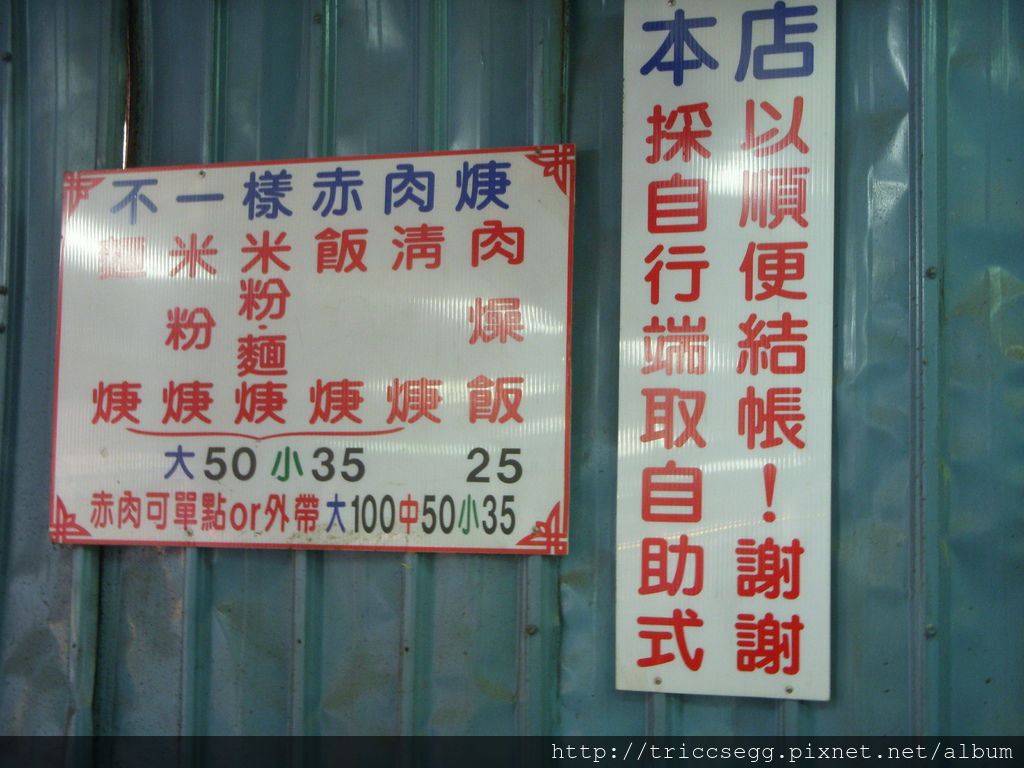 不一樣赤肉焿
麵焿
米粉焿
米粉·麵焿
飯焿
清焿
肉燥飯
大50 小35
25
赤肉可單點or外帶大100中50小35
本店
採自行端取自助式
以順便結帳！謝謝
http://triccsegg.pixnet.net/album